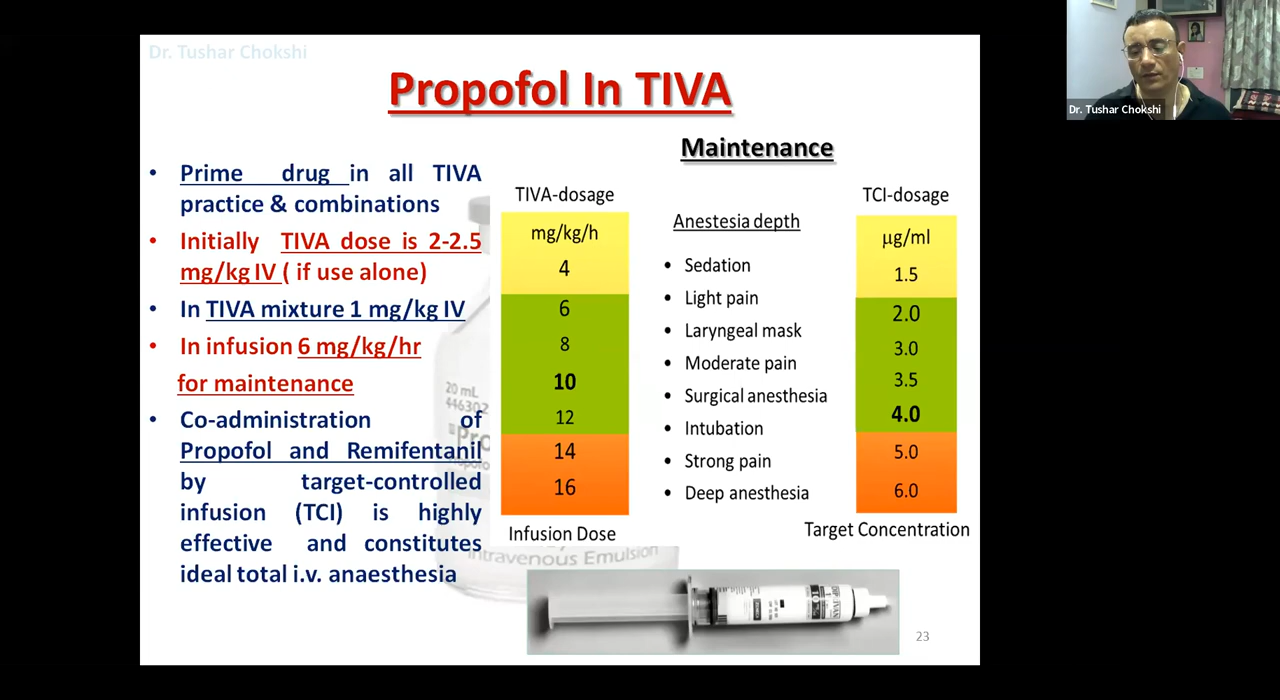 Dr. Tushar Chokshi
Propofol In TIVA
• Prime drug in all TIVA
practice & combinations
• Initially TIVA dose is 2-2.5
mg/kg IV ( if use alone)
• In TIVA mixture 1 mg/kg IV
• In infusion 6 mg/kg/hr
for maintenance
• Co-administration of
Propofol and Remifentanil
by target-controlled
infusion (TCI) is highly
effective and constitutes
ideal total i.v. anaesthesia
Maintenance
TIVA-dosage
mg/kg/h
4
6
8
10
12
14
16
Infusion Dose
Anestesia depth
• Sedation
• Light pain
• Laryngeal mask
• Moderate pain
• Surgical anesthesia
• Intubation
• Strong pain
• Deep anesthesia
TCI-dosage
µg/ml
1.5
2.0
3.0
3.5
4.0
5.0
6.0
Target Concentration
20 mL
446302
Pro
Intravenous Emulsion
23
Dr. Tushar Chokshi